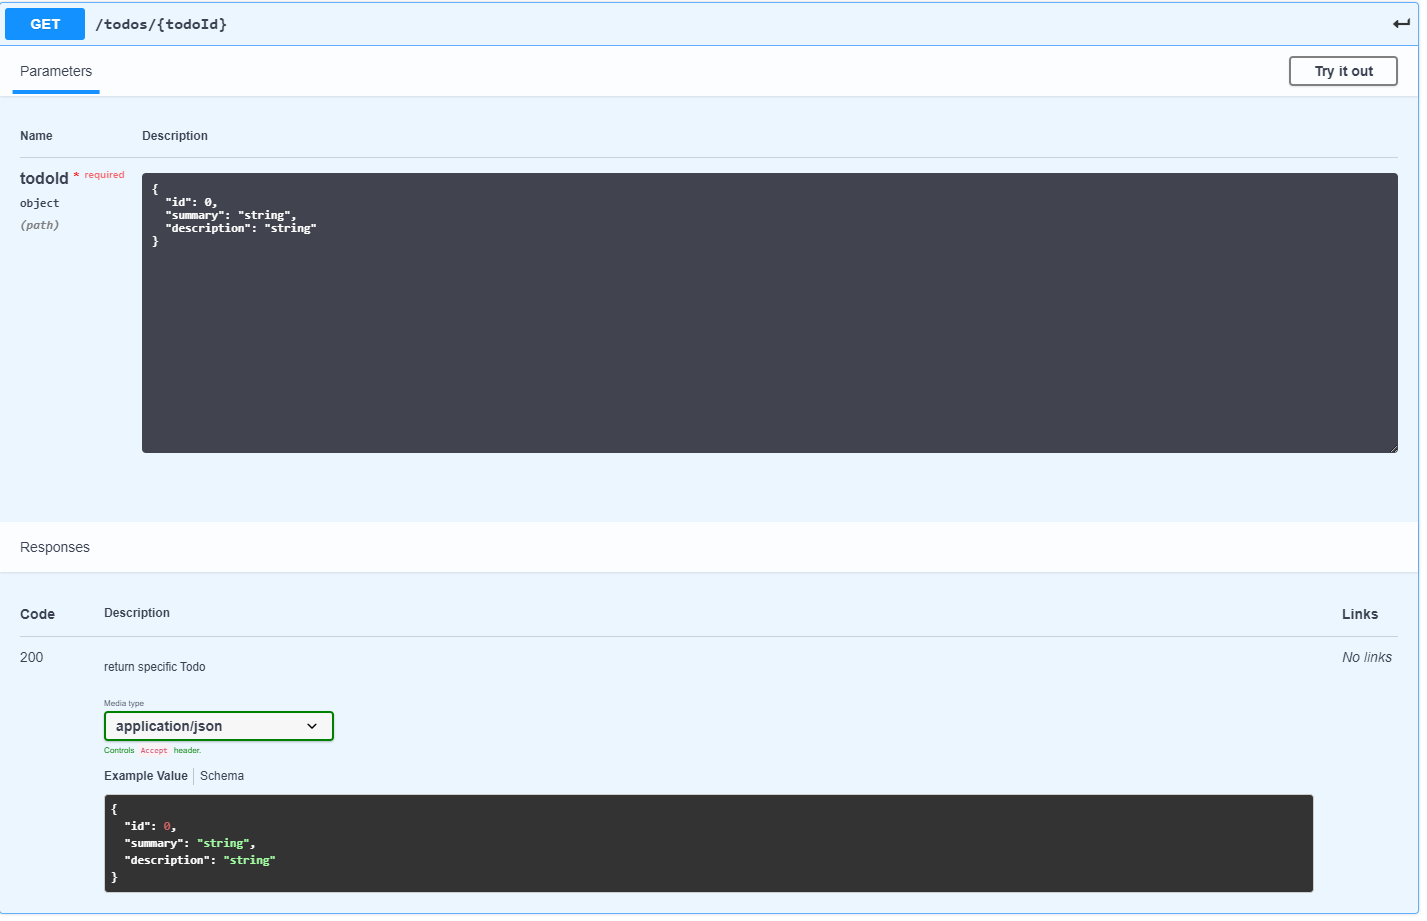 GET /todos/{todoId}
Parameters
Try it out
Name Description
todoId * required
object
(path)
{
  "id": 0,
  "summary": "string",
  "description": "string"
}
Responses
Code Description Links
200
return specific Todo
No links
Media type
application/json
Controls Accept header.
Example Value Schema
{
  "id": 0,
  "summary": "string",
  "description": "string"
}